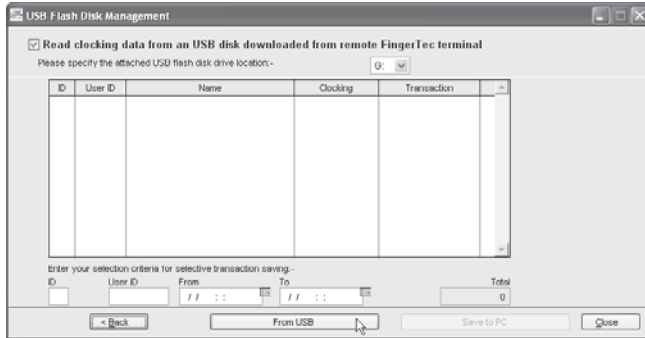 USB Flash Disk Management
Read clocking data from an USB disk downloaded from remote FingerTec terminal
Please specify the attached USB flash disk drive location:-
G:
ID User ID Name Clocking Transaction
Enter your selection criteria for selective transaction saving:-
ID User ID From To Total
/ / : : / / : : 0
< Back From USB Save to PC Close